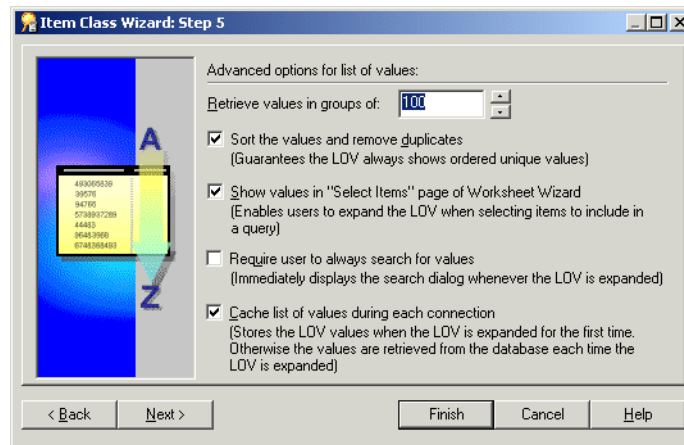 Item Class Wizard: Step 5
Advanced options for list of values:
Retrieve values in groups of: 100
Sort the values and remove duplicates
(Guarantees the LOV always shows ordered unique values)
Show values in "Select Items" page of Worksheet Wizard
(Enables users to expand the LOV when selecting items to include in
a query)
Require user to always search for values
(Immediately displays the search dialog whenever the LOV is expanded)
Cache list of values during each connection
(Stores the LOV values when the LOV is expanded for the first time.
Otherwise the values are retrieved from the database each time the
LOV is expanded)
A
493065839
39576
94766
5738937289
44483
96483968
6748368493
Z
< Back Next > Finish Cancel Help